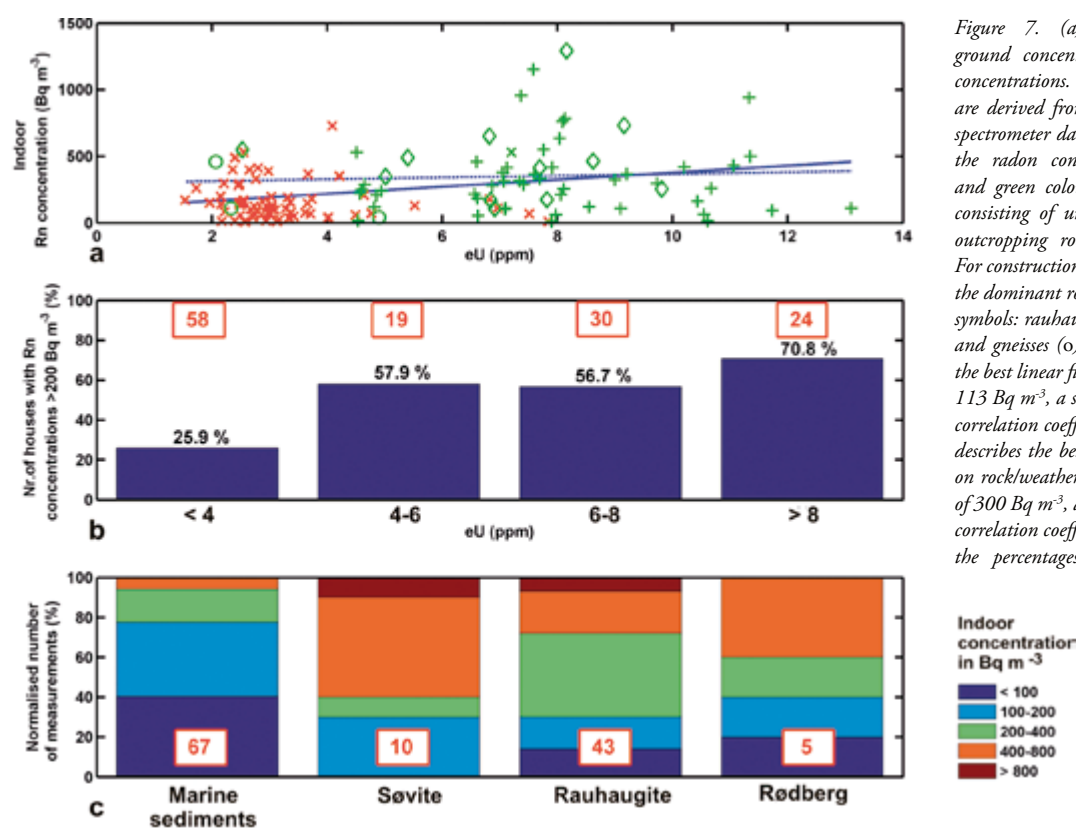 1500
1000
500
0
Indoor
Rn concentration (Bq m-3)
0 2 4 6 8 10 12 14
eU (ppm)
a
Figure 7. (a)
ground concent
concentrations.
are derived from
spectrometer da
the radon con
and green colo
consisting of u
outcropping ro
For construction
the dominant r
symbols: rauhau
and gneisses (o)
the best linear fi
113 Bq m-3, a s
correlation coeff
describes the be
on rock/weather
of 300 Bq m-3, a
correlation coeff
the percentages
100
80
60
40
20
0
Nr.of houses with Rn
concentrations >200 Bq m-3 (%)
58 19 30 24
25.9 % 57.9 % 56.7 % 70.8 %
< 4 4-6 6-8 > 8
eU (ppm)
b
100
80
60
40
20
0
Normalised number
of measurements (%)
67 10 43 5
Marine Søvite Rauhaugite Rødberg
sediments
c
Indoor
concentration
in Bq m -3
< 100
100-200
200-400
400-800
> 800